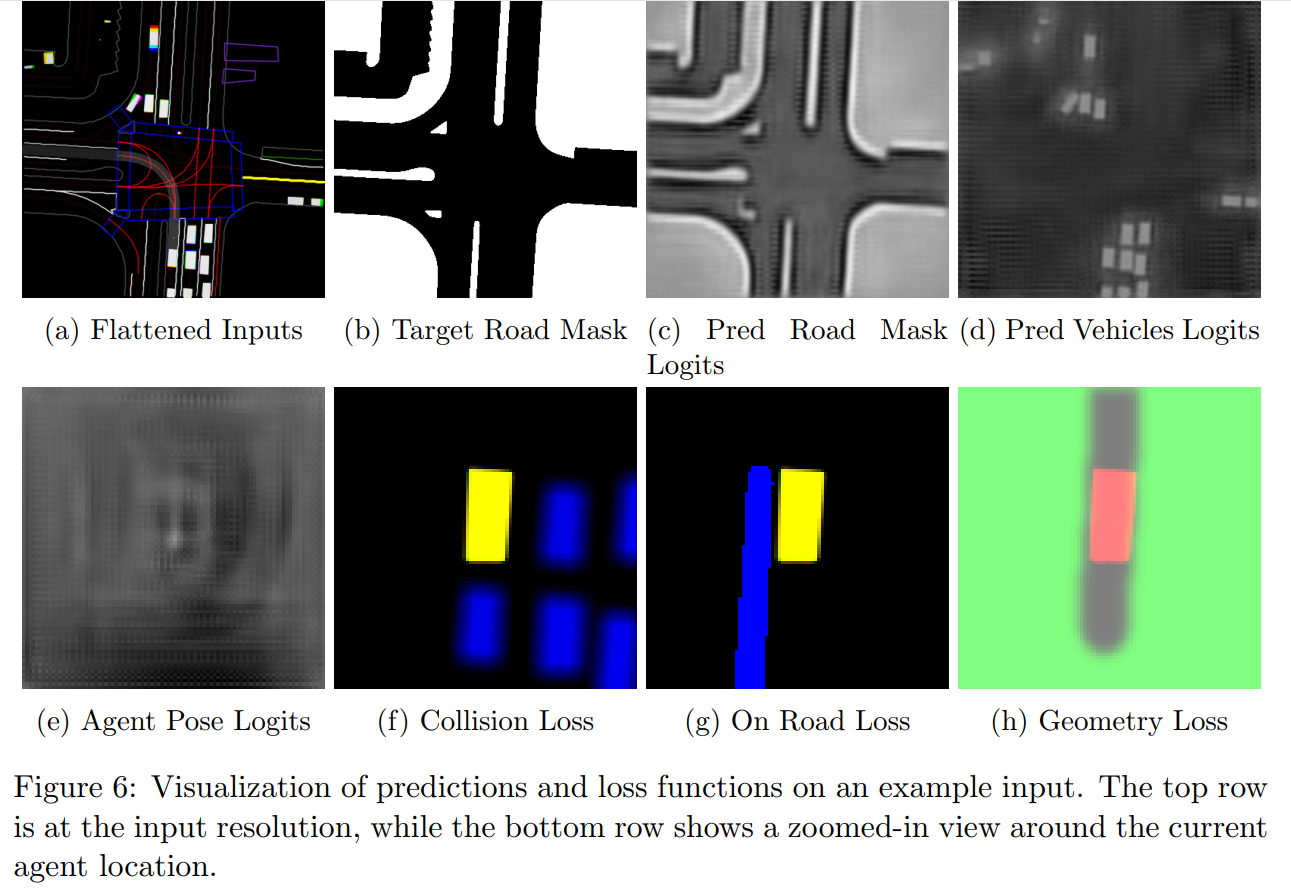 (a) Flattened Inputs
(b) Target Road Mask
(c) Pred Road Mask
Logits
(d) Pred Vehicles Logits
(e) Agent Pose Logits
(f) Collision Loss
(g) On Road Loss
(h) Geometry Loss
Figure 6: Visualization of predictions and loss functions on an example input. The top row
is at the input resolution, while the bottom row shows a zoomed-in view around the current
agent location.